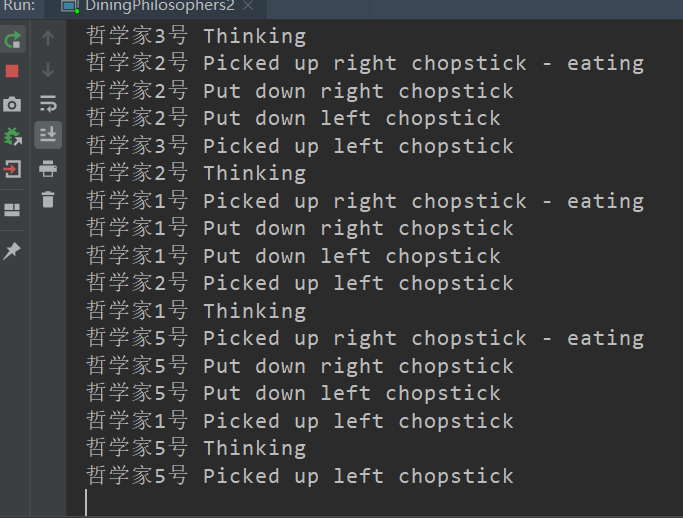 Run: DiningPhilosophers2
哲学家3号 Thinking
哲学家2号 Picked up right chopstick - eating
哲学家2号 Put down right chopstick
哲学家2号 Put down left chopstick
哲学家3号 Picked up left chopstick
哲学家2号 Thinking
哲学家1号 Picked up right chopstick - eating
哲学家1号 Put down right chopstick
哲学家1号 Put down left chopstick
哲学家2号 Picked up left chopstick
哲学家1号 Thinking
哲学家5号 Picked up right chopstick - eating
哲学家5号 Put down right chopstick
哲学家5号 Put down left chopstick
哲学家1号 Picked up left chopstick
哲学家5号 Thinking
哲学家5号 Picked up left chopstick